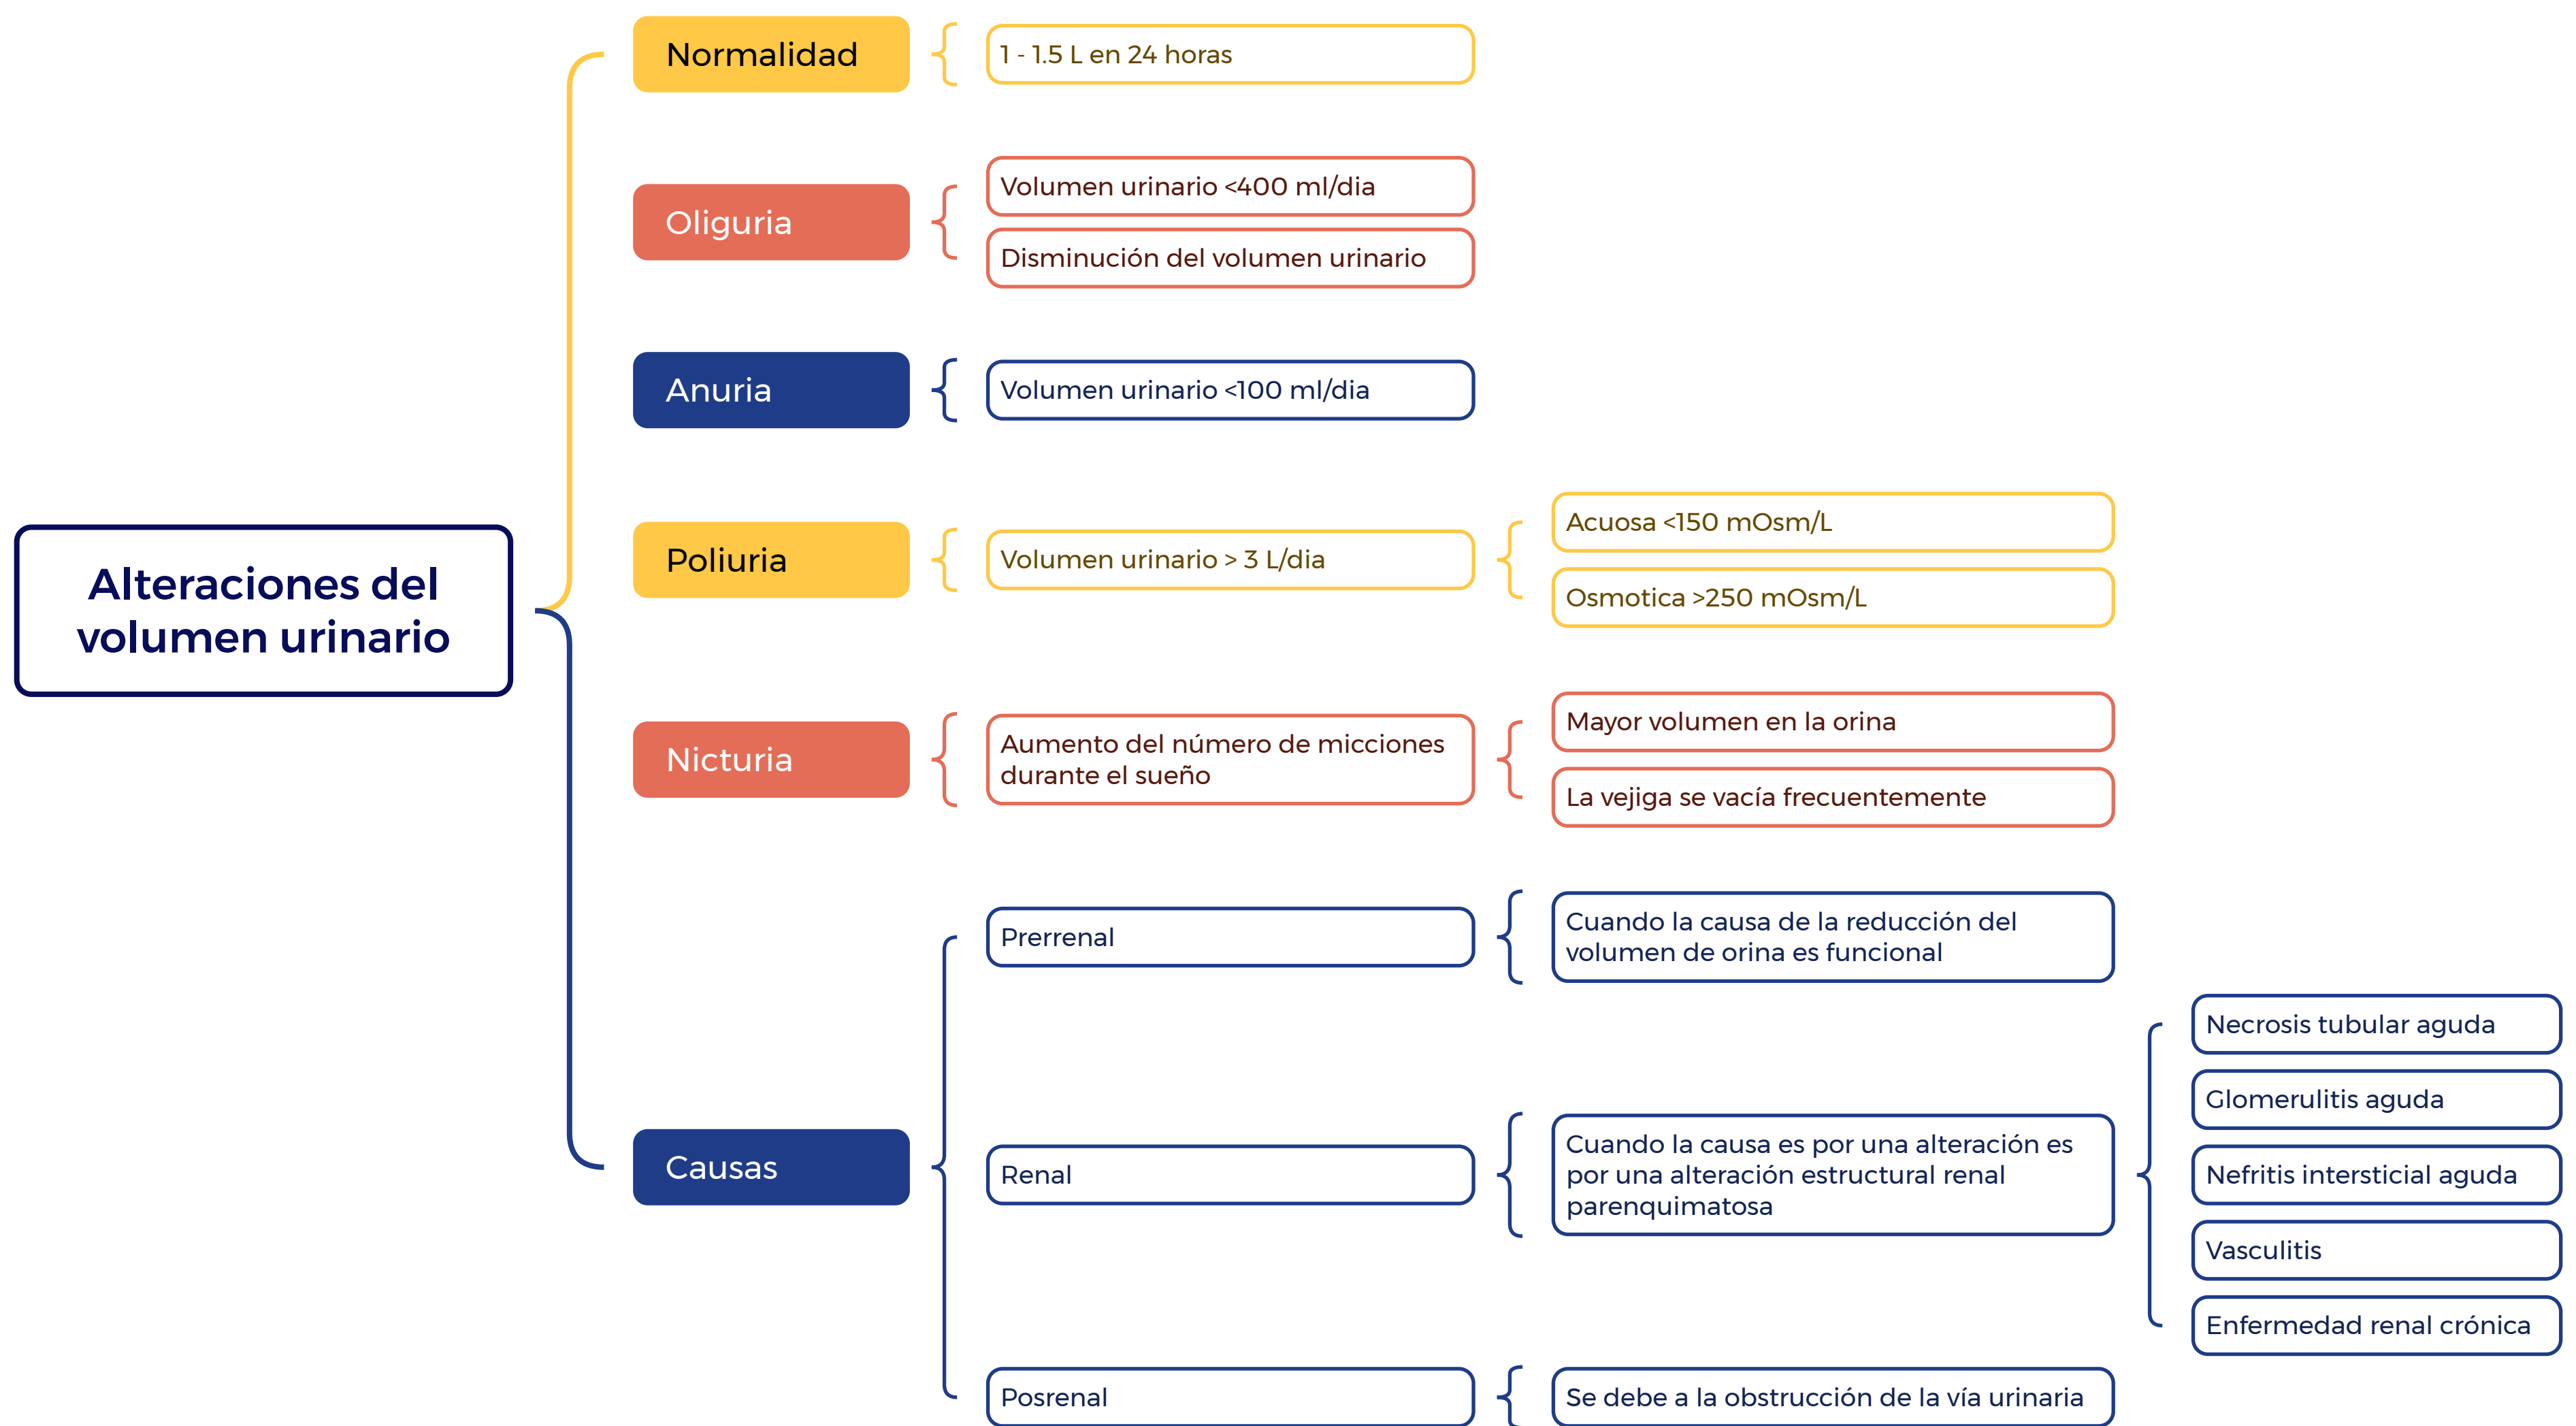 Alteraciones del
volumen urinario
Normalidad
1 - 1.5 L en 24 horas
Oliguria
Volumen urinario <400 ml/dia
Disminución del volumen urinario
Anuria
Volumen urinario <100 ml/dia
Poliuria
Volumen urinario > 3 L/dia
Acuosa <150 mOsm/L
Osmotica >250 mOsm/L
Nicturia
Aumento del número de micciones
durante el sueño
Mayor volumen en la orina
La vejiga se vacía frecuentemente
Causas
Prerrenal
Cuando la causa de la reducción del
volumen de orina es funcional
Renal
Cuando la causa es por una alteración es
por una alteración estructural renal
parenquimatosa
Necrosis tubular aguda
Glomerulitis aguda
Nefritis intersticial aguda
Vasculitis
Enfermedad renal crónica
Posrenal
Se debe a la obstrucción de la vía urinaria